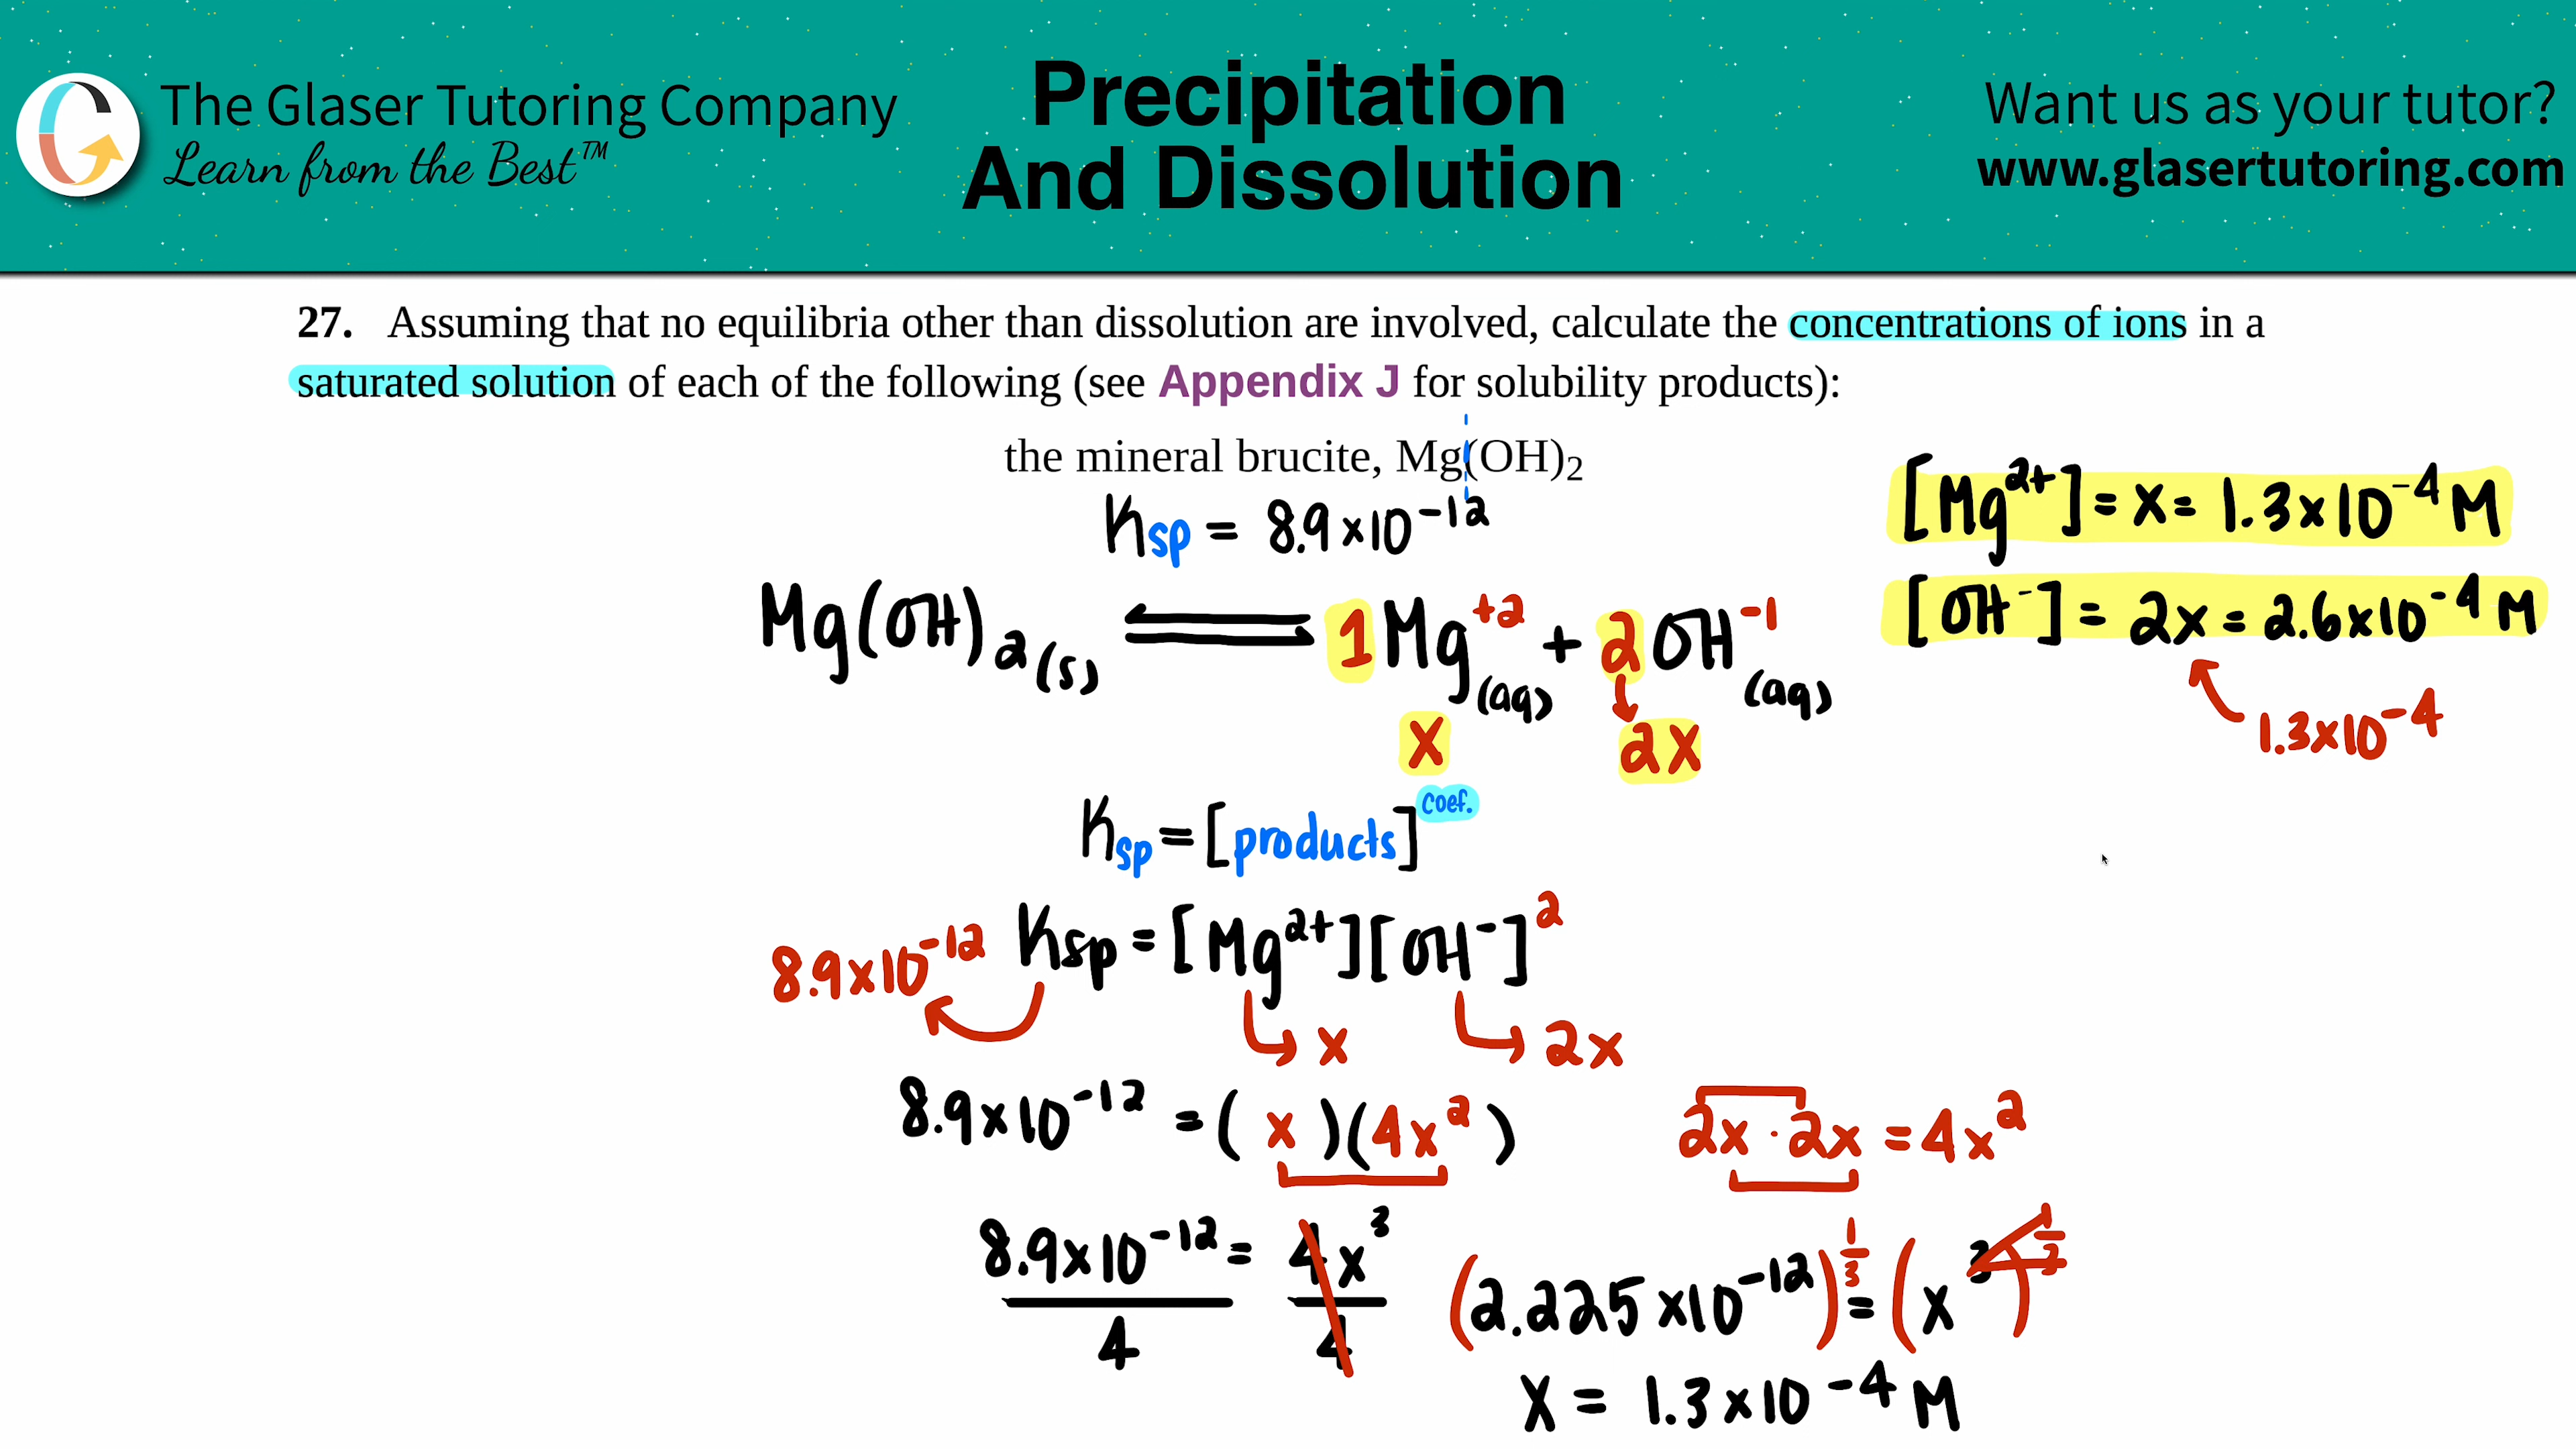 The Glaser Tutoring Company
Learn from the Best™
Precipitation
And Dissolution
Want us as your tutor?
www.glasertutoring.com
27. Assuming that no equilibria other than dissolution are involved, calculate the concentrations of ions in a
saturated solution of each of the following (see Appendix J for solubility products):
the mineral brucite, Mg(OH)₂
Ksp = 8.9×10⁻¹²
[Mg²⁺] = x = 1.3×10⁻⁴ M
[OH⁻] = 2x = 2.6×10⁻⁴ M
1.3×10⁻⁴
Mg(OH)₂(s) ⇌ 1Mg⁺²(aq) + 2OH⁻¹(aq)
x 2x
Ksp = [products]^coef.
8.9×10⁻¹² Ksp = [Mg²⁺][OH⁻]²
x 2x
8.9×10⁻¹² = (x)(4x²)
2x · 2x = 4x²
8.9×10⁻¹² = 4x³
4 4
(2.225×10⁻¹²)^1/3 = (x³)^1/3
x = 1.3×10⁻⁴ M